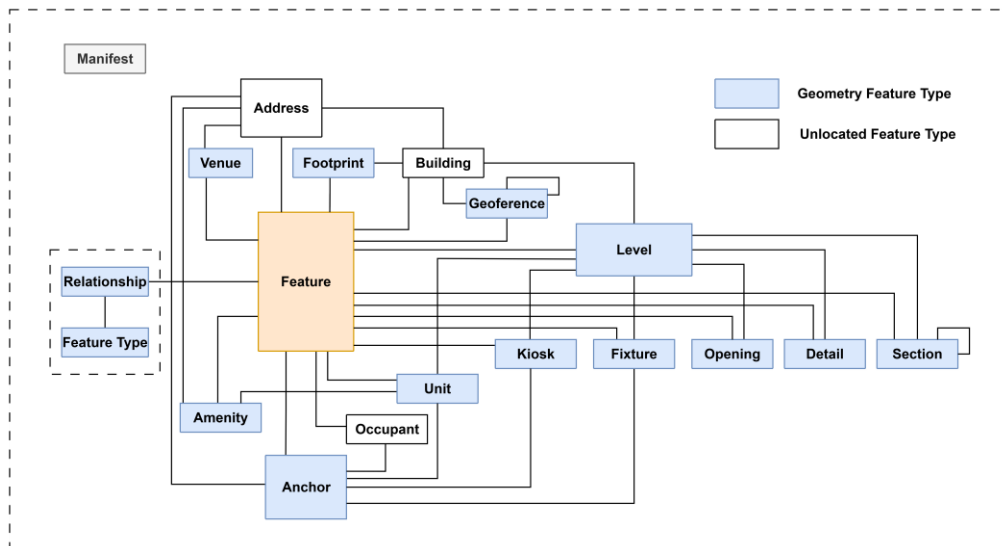 Manifest
Address
Geometry Feature Type
Unlocated Feature Type
Venue
Footprint
Building
Geoference
Level
Relationship
Feature
Feature Type
Kiosk
Fixture
Opening
Detail
Section
Unit
Amenity
Occupant
Anchor